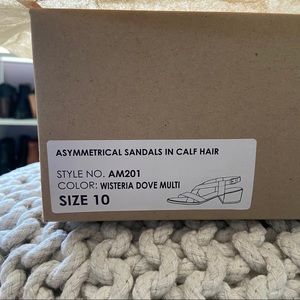 ASYMMETRICAL SANDALS IN CALF HAIR
STYLE NO. AM201
COLOR: WISTERIA DOVE MULTI
SIZE 10